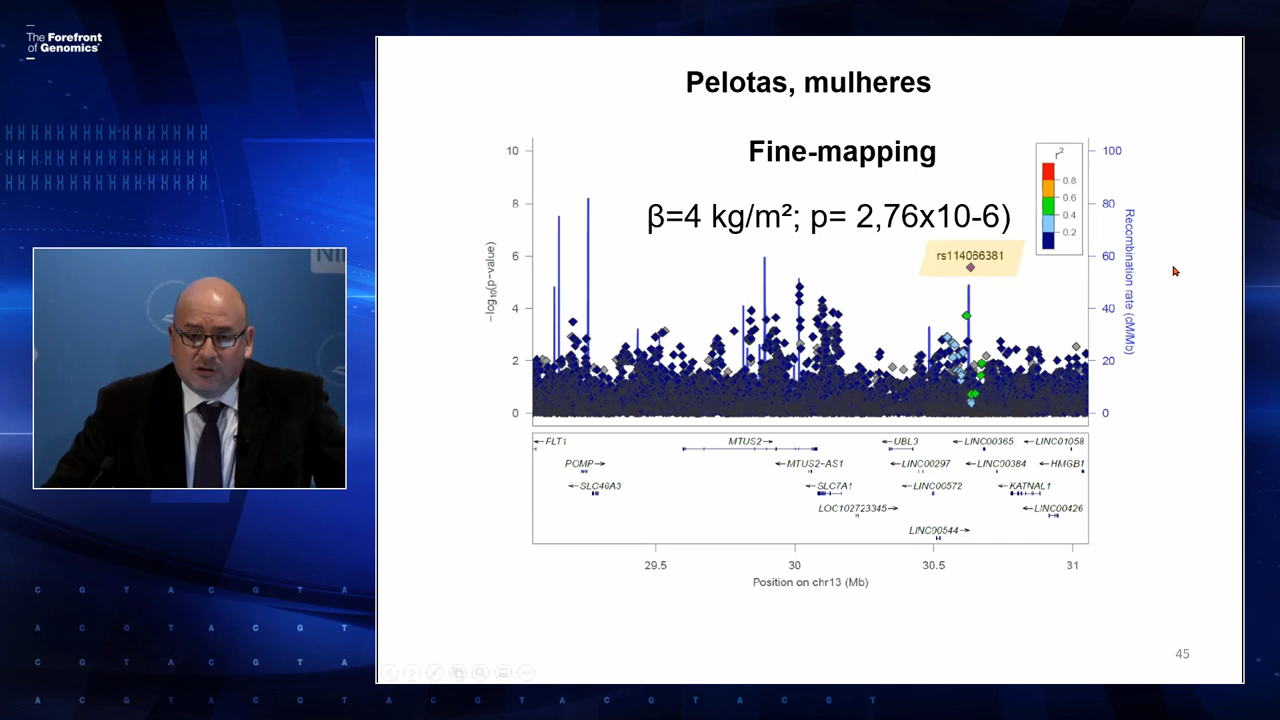 The Forefront
of Genomics
NI
Pelotas, mulheres
Fine-mapping
β=4 kg/m²; p= 2,76x10-6)
rs114066381
r²
0.8
0.6
0.4
0.2
10
8
6
4
2
0
-log10(p-value)
100
80
60
40
20
0
Recombination rate (cM/Mb)
←FLT1
MTUS2→
←UBL3
←LINC00365
←LINC01058
POMP→
←MTUS2-AS1
←LINC00297
←LINC00384
←HMGB1
←SLC46A3
←SLC7A1
←LINC00572
←KATNAL1
LOC102723345→
←LINC00426
LINC00544→
29.5 30 30.5 31
Position on chr13 (Mb)
45
C G T A C G T A
A C G T A C G T
C G T A C G T A
A C G T A C G T A C G T A C G T A C G T